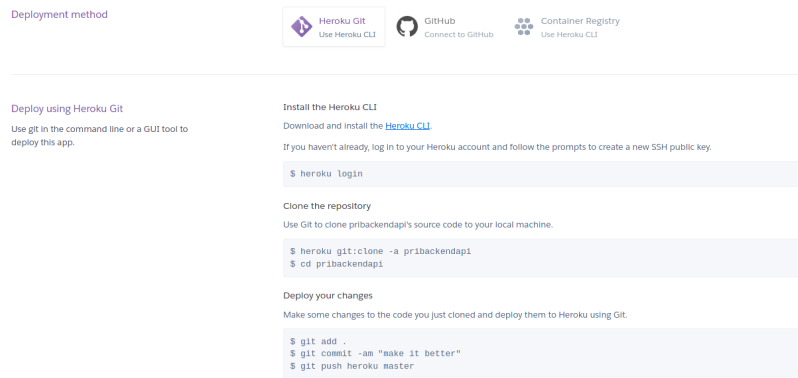 Deployment method
Heroku Git
Use Heroku CLI
GitHub
Connect to GitHub
Container Registry
Use Heroku CLI
Deploy using Heroku Git
Use git in the command line or a GUI tool to
deploy this app.
Install the Heroku CLI
Download and install the Heroku CLI.
If you haven't already, log in to your Heroku account and follow the prompts to create a new SSH public key.
$ heroku login
Clone the repository
Use Git to clone pribackendapi's source code to your local machine.
$ heroku git:clone -a pribackendapi
$ cd pribackendapi
Deploy your changes
Make some changes to the code you just cloned and deploy them to Heroku using Git.
$ git add .
$ git commit -am "make it better"
$ git push heroku master